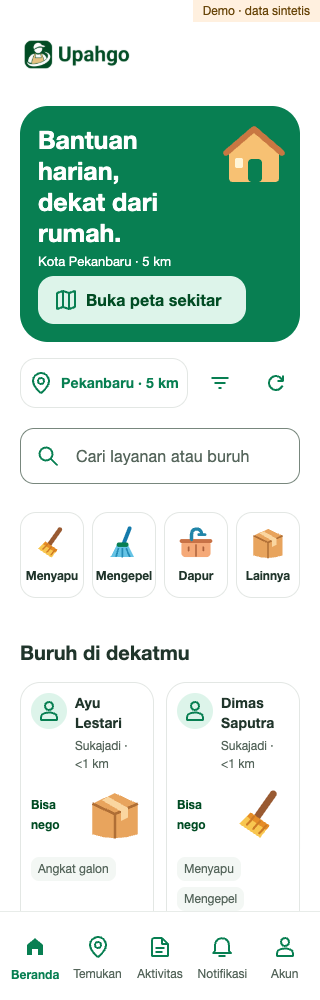 Demo · data sintetis
Upahgo
Bantuan
harian,
dekat dari
rumah.
Kota Pekanbaru · 5 km
Buka peta sekitar
Pekanbaru · 5 km
Cari layanan atau buruh
Menyapu
Mengepel
Dapur
Lainnya
Buruh di dekatmu
Ayu
Lestari
Sukajadi ·
<1 km
Bisa
nego
Angkat galon
Dimas
Saputra
Sukajadi ·
<1 km
Bisa
nego
Menyapu
Mengepel
Beranda
Temukan
Aktivitas
Notifikasi
Akun